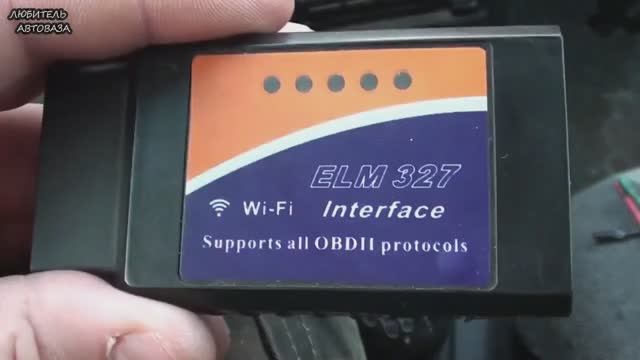 ЛЮБИТЕЛЬ
АВТОВАЗА
ELM 327
Wi-Fi Interface
Supports all OBDII protocols